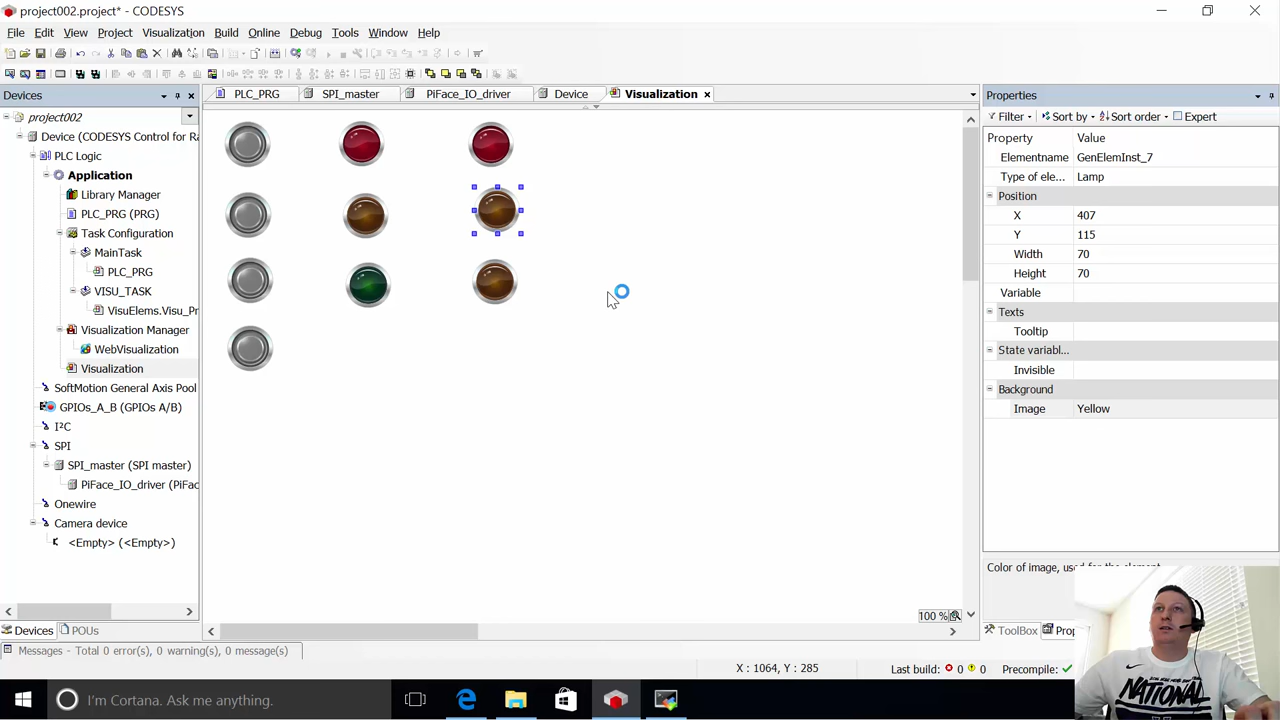 project002.project* - CODESYS
File Edit View Project Visualization Build Online Debug Tools Window Help
Devices
project002
Device (CODESYS Control for Ra
PLC Logic
Application
Library Manager
PLC_PRG (PRG)
Task Configuration
MainTask
PLC_PRG
VISU_TASK
VisuElems.Visu_Pr
Visualization Manager
WebVisualization
Visualization
SoftMotion General Axis Pool
GPIOs_A_B (GPIOs A/B)
I²C
SPI
SPI_master (SPI master)
PiFace_IO_driver (PiFac
Onewire
Camera device
<Empty> (<Empty>)
Devices POUs
PLC_PRG SPI_master PiFace_IO_driver Device Visualization
100 %
Properties
Filter Sort by Sort order Expert
Property Value
Elementname GenElemInst_7
Type of ele... Lamp
Position
X 407
Y 115
Width 70
Height 70
Variable
Texts
Tooltip
State variabl...
Invisible
Background
Image Yellow
Color of image, used for the element
ToolBox Prop
Messages - Total 0 error(s), 0 warning(s), 0 message(s)
X : 1064, Y : 285
Last build: 0 0 Precompile:
I'm Cortana. Ask me anything.
NATIONAL